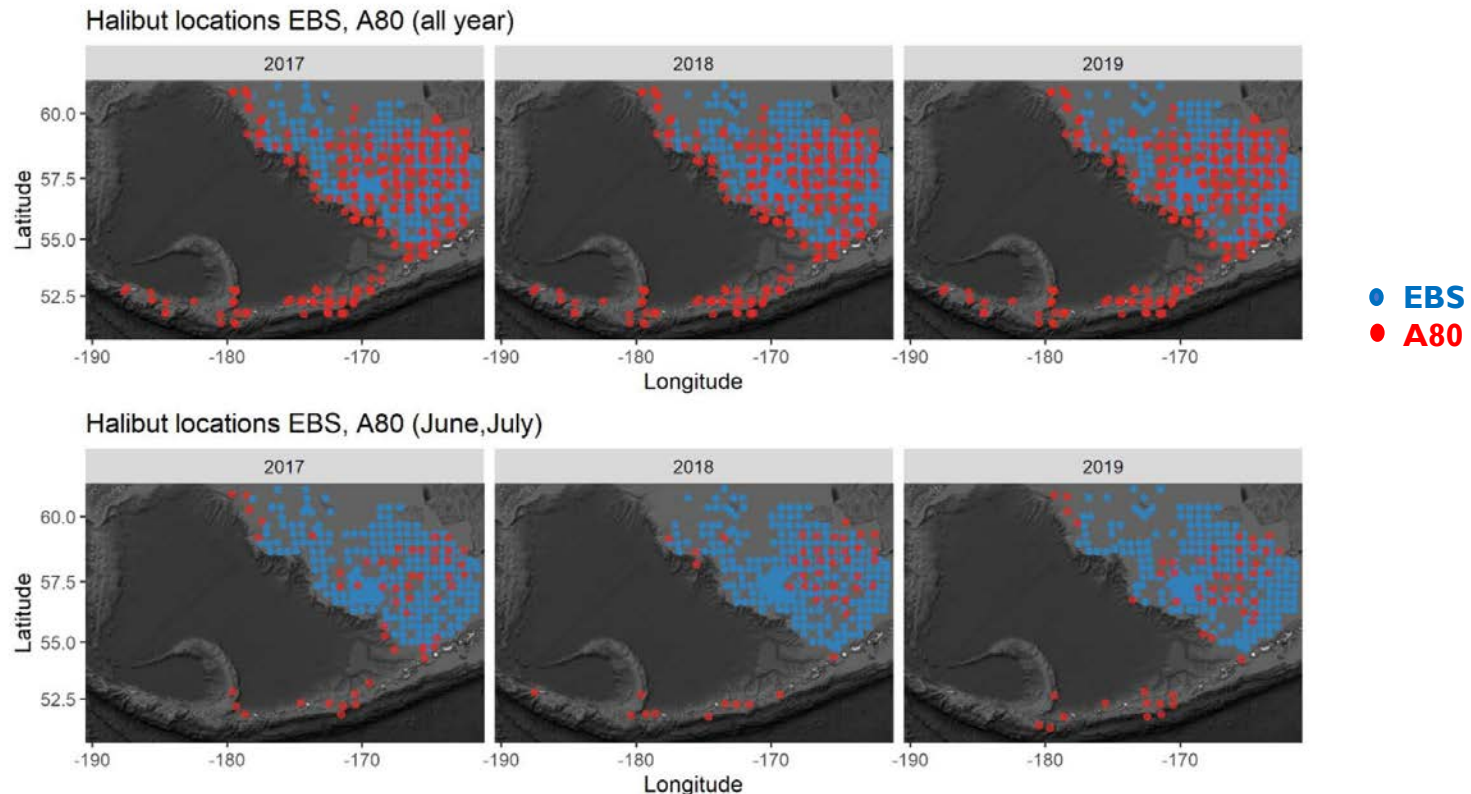 Halibut locations EBS, A80 (all year)
2017 2018 2019
60.0
57.5
55.0
52.5
Latitude
-190 -180 -170 -190 -180 -170 -190 -180 -170
Longitude
EBS
A80
Halibut locations EBS, A80 (June,July)
2017 2018 2019
60.0
57.5
55.0
52.5
Latitude
-190 -180 -170 -190 -180 -170 -190 -180 -170
Longitude